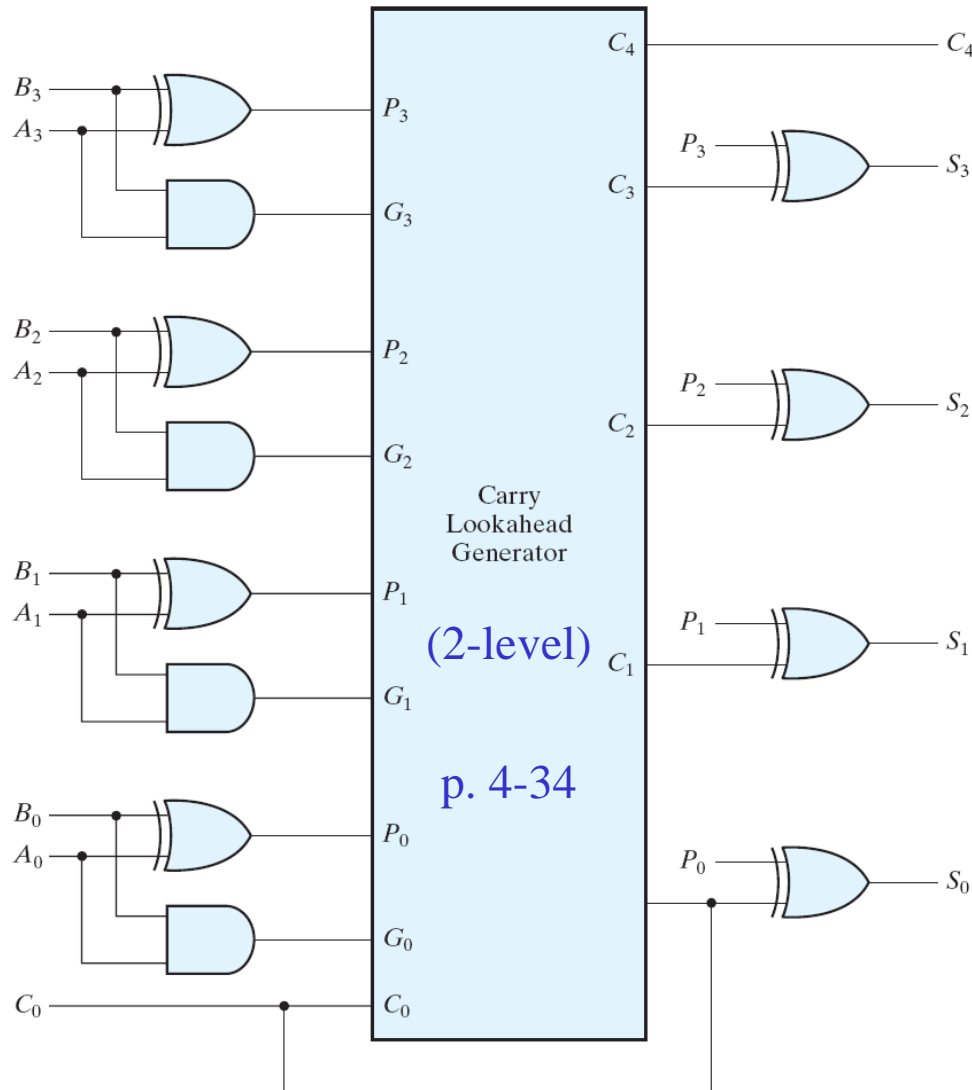 C₄ C₄
B₃ P₃
A₃ P₃ S₃
C₃
G₃
B₂ P₂
A₂ P₂ S₂
C₂
G₂
Carry
Lookahead
Generator
B₁ P₁
A₁ P₁ S₁
(2-level)
C₁
G₁
p. 4-34
B₀ P₀
A₀ P₀ S₀
G₀
C₀ C₀